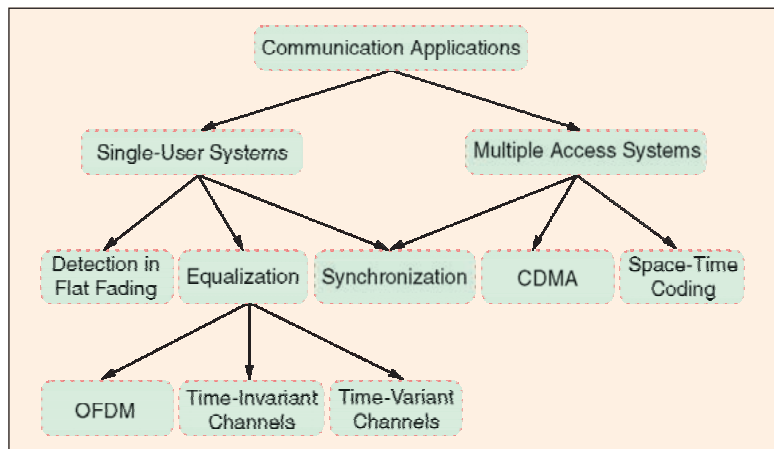 Communication Applications
Single-User Systems
Multiple Access Systems
Detection in
Flat Fading
Equalization
Synchronization
CDMA
Space-Time
Coding
OFDM
Time-Invariant
Channels
Time-Variant
Channels